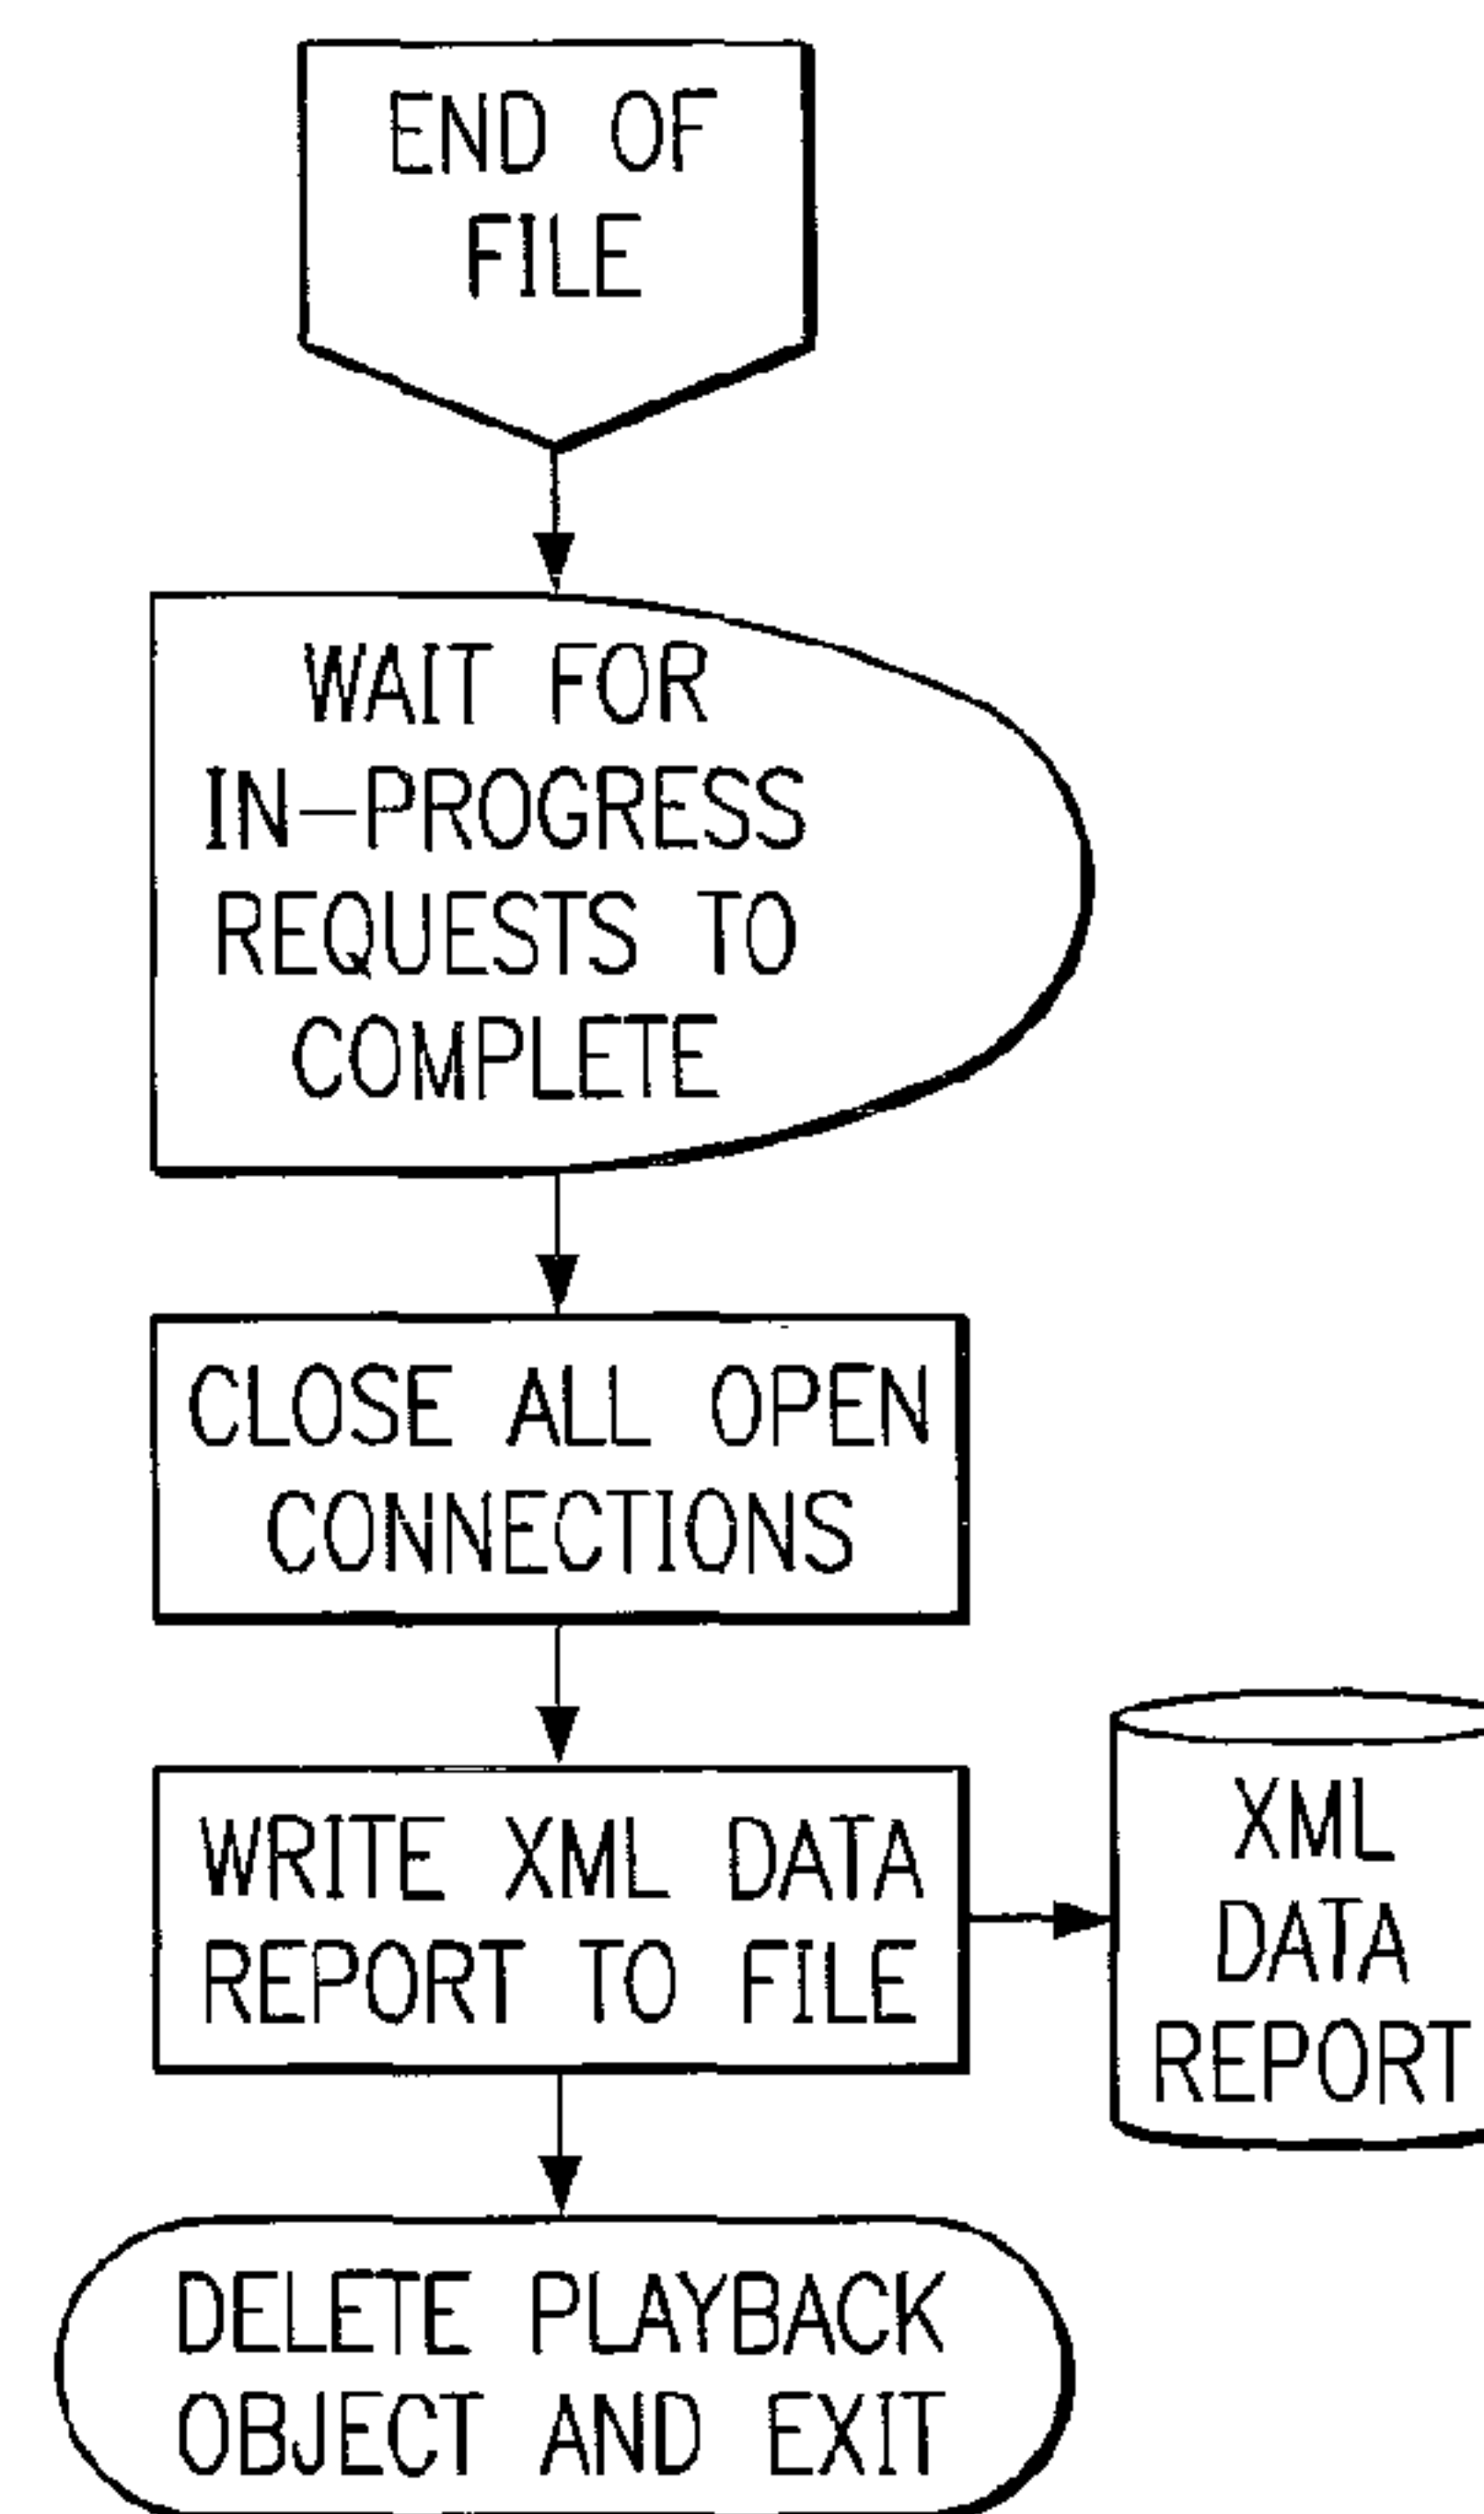 END OF
FILE
WAIT FOR
IN-PROGRESS
REQUESTS TO
COMPLETE
CLOSE ALL OPEN
CONNECTIONS
WRITE XML DATA
REPORT TO FILE
XML
DATA
REPORT
DELETE PLAYBACK
OBJECT AND EXIT